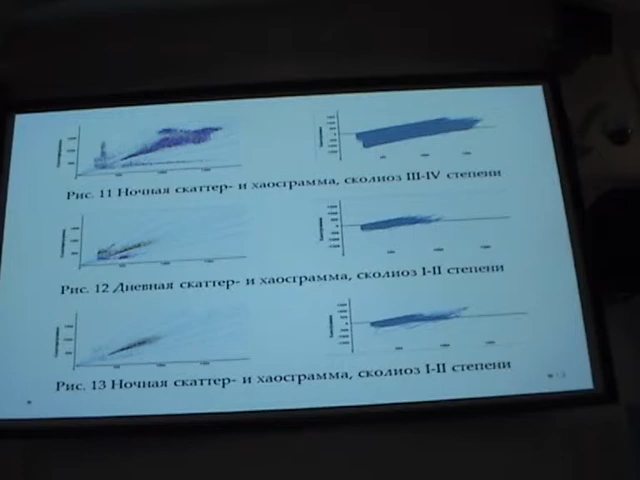 Рис. 11 Ночная скаттер- и хаосграмма, сколиоз III-IV степени
Рис. 12 Дневная скаттер- и хаосграмма, сколиоз I-II степени
Рис. 13 Ночная скаттер- и хаосграмма, сколиоз I-II степени